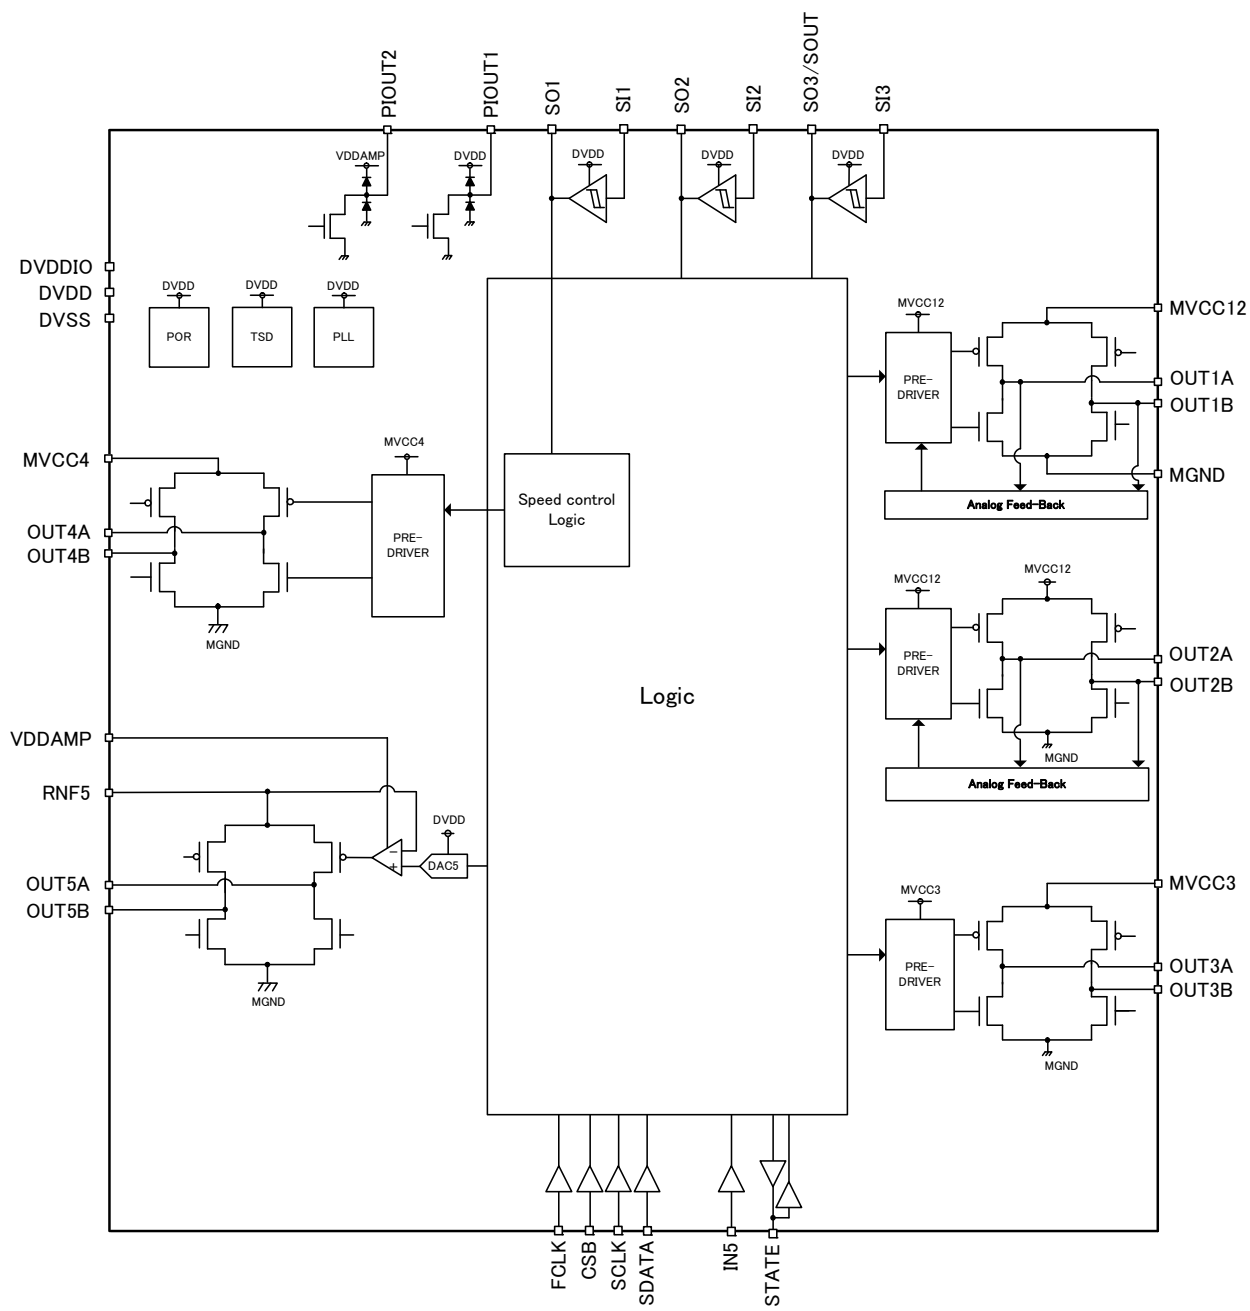 PIOUT2
PIOUT1
SO1
SI1
SO2
SI2
SO3/SOUT
SI3
VDDAMP
DVDD
DVDD
DVDD
DVDD
DVDDIO
DVDD
DVSS
DVDD
POR
DVDD
TSD
DVDD
PLL
MVCC4
OUT4A
OUT4B
MGND
MVCC4
PRE-
DRIVER
Speed control
Logic
VDDAMP
RNF5
OUT5A
OUT5B
MGND
−
+
DVDD
DAC5
Logic
MVCC12
PRE-
DRIVER
MVCC12
OUT1A
OUT1B
MGND
Analog Feed-Back
MVCC12
PRE-
DRIVER
MVCC12
OUT2A
OUT2B
MGND
Analog Feed-Back
MVCC3
PRE-
DRIVER
MVCC3
OUT3A
OUT3B
MGND
FCLK
CSB
SCLK
SDATA
IN5
STATE